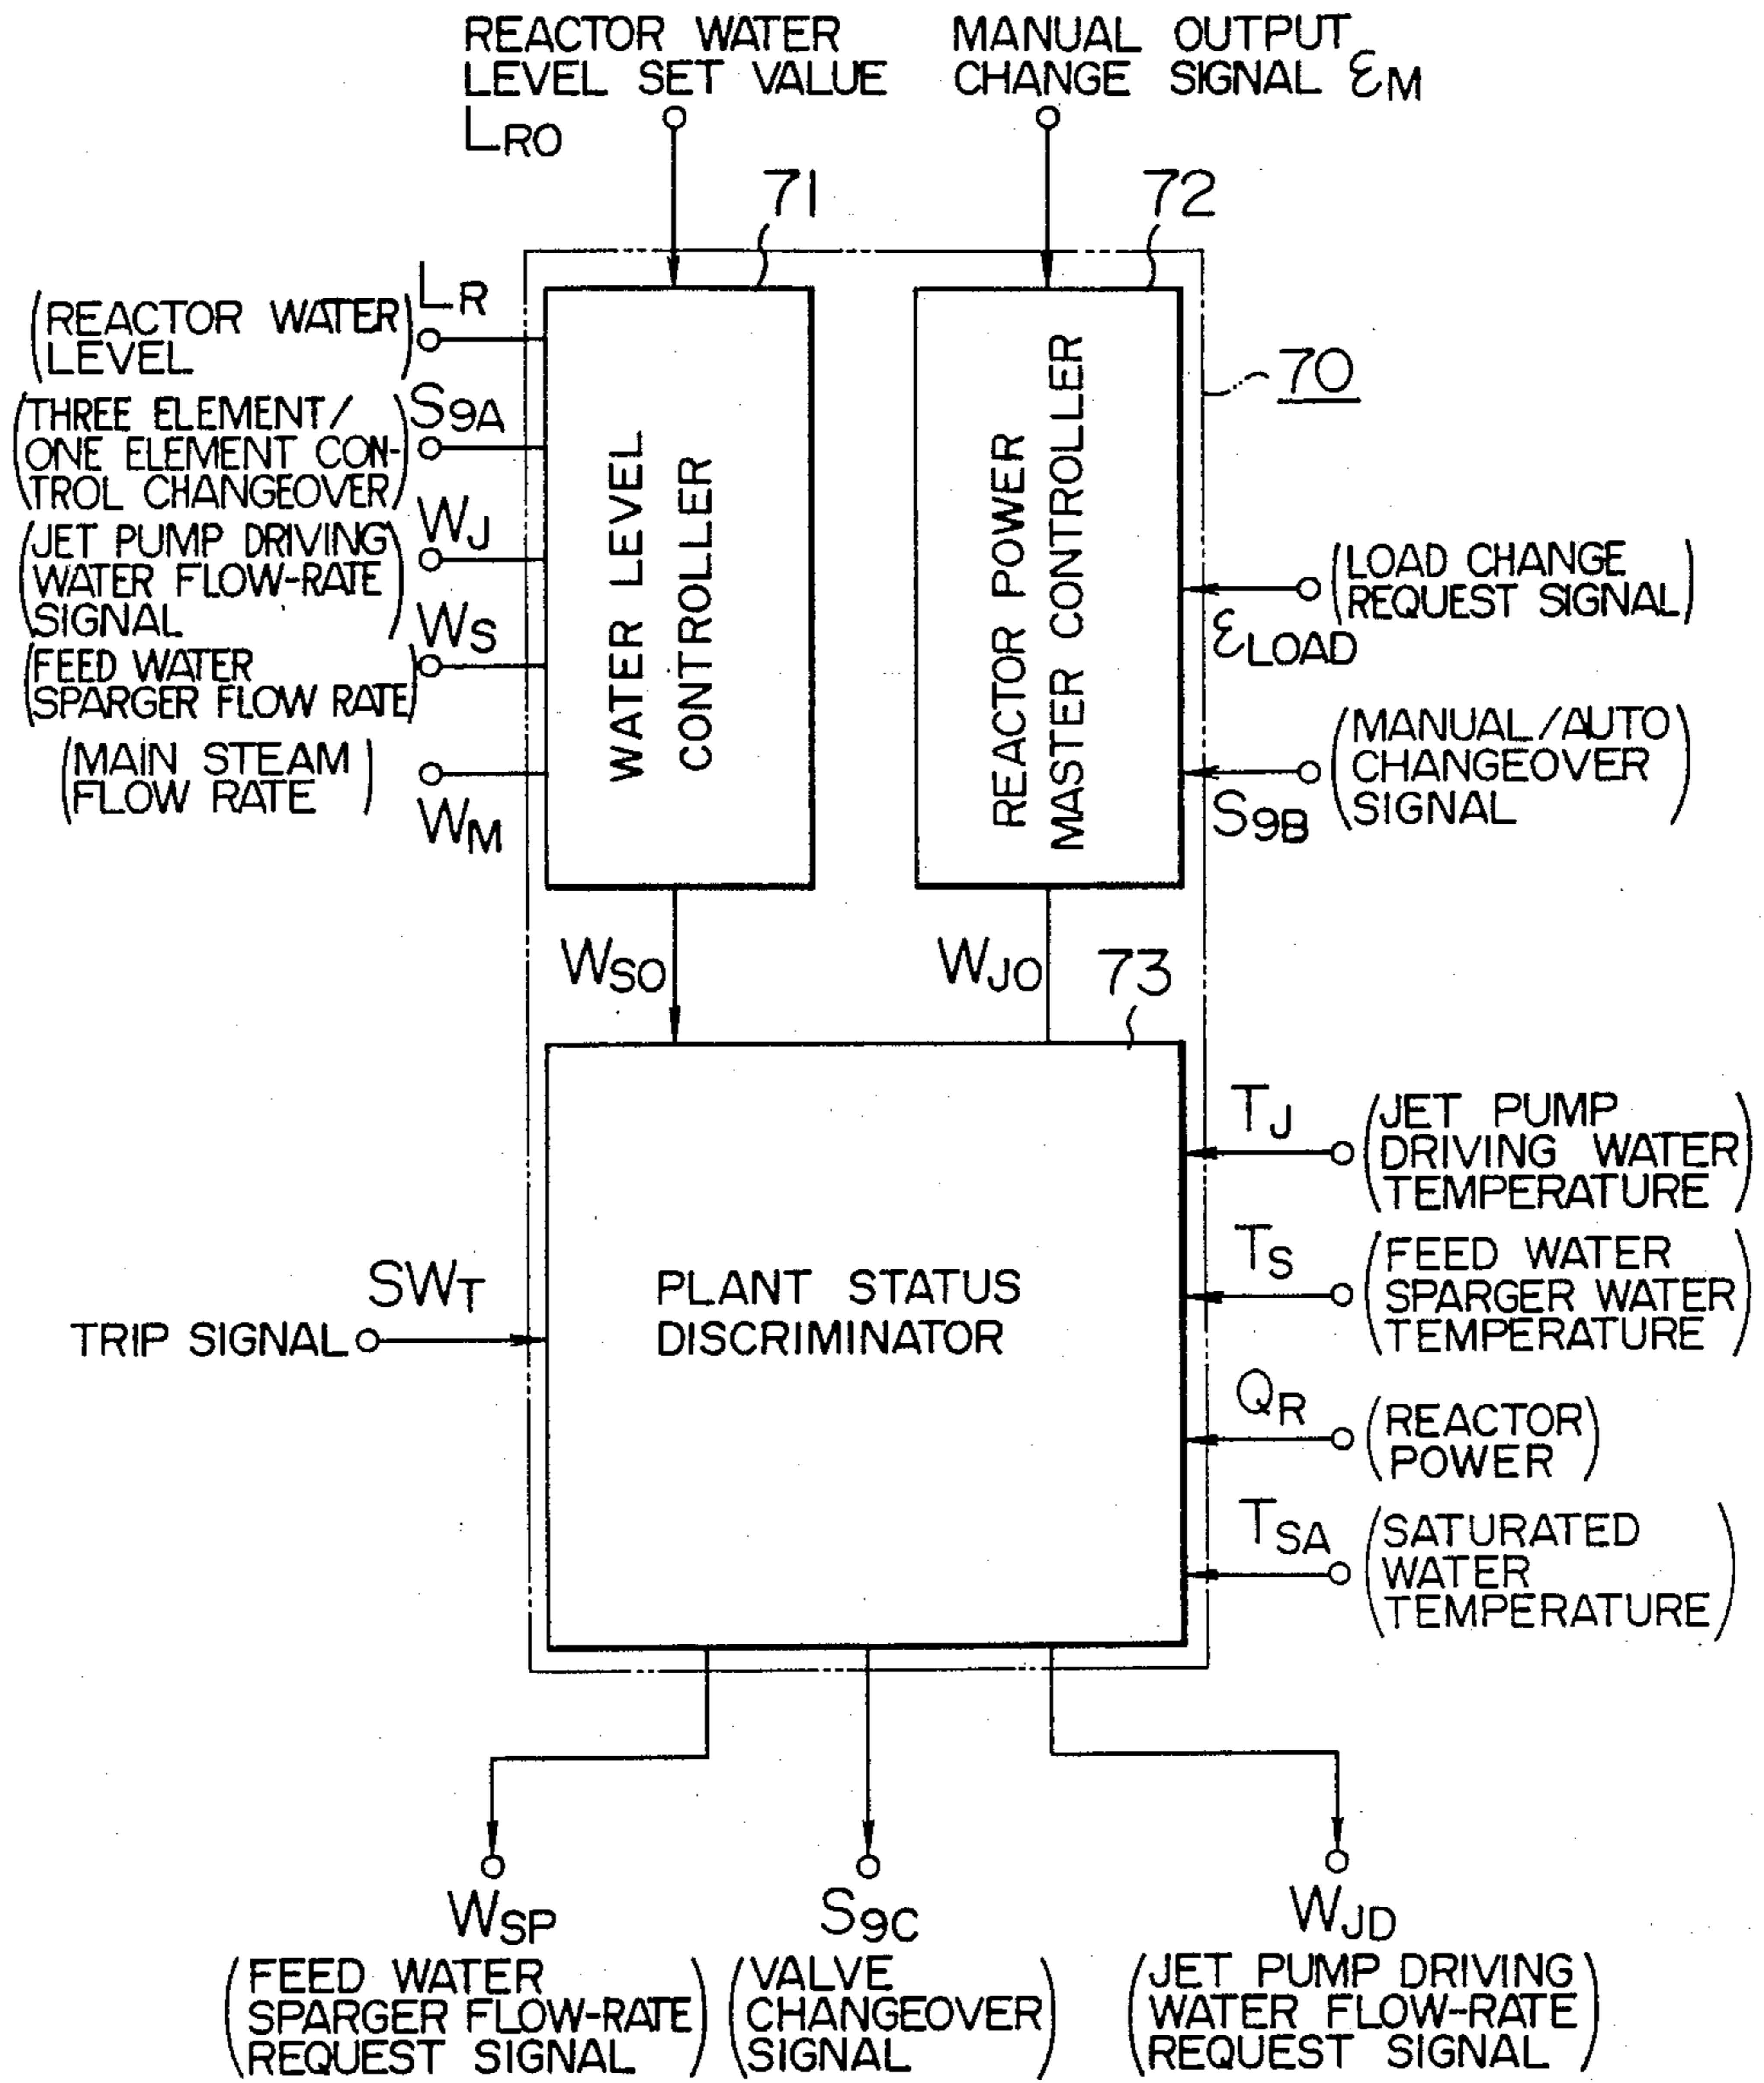 REACTOR WATER
LEVEL SET VALUE
LRO
MANUAL OUTPUT
CHANGE SIGNAL εM
71
72
70
LR
(REACTOR WATER
LEVEL)
S9A
(THREE ELEMENT/
ONE ELEMENT CON-
TROL CHANGEOVER)
WJ
(JET PUMP DRIVING
WATER FLOW-RATE
SIGNAL)
WS
(FEED WATER
SPARGER FLOW RATE)
(MAIN STEAM
FLOW RATE)
WM
WATER LEVEL
CONTROLLER
REACTOR POWER
MASTER CONTROLLER
(LOAD CHANGE
REQUEST SIGNAL)
εLOAD
(MANUAL/AUTO
CHANGEOVER
SIGNAL)
S9B
WSO
WJO
73
TJ
(JET PUMP
DRIVING WATER
TEMPERATURE)
TS
(FEED WATER
SPARGER WATER
TEMPERATURE)
SWT
TRIP SIGNAL
PLANT STATUS
DISCRIMINATOR
QR
(REACTOR
POWER)
TSA
(SATURATED
WATER
TEMPERATURE)
WSP
(FEED WATER
SPARGER FLOW-RATE
REQUEST SIGNAL)
S9C
(VALVE
CHANGEOVER
SIGNAL)
WJD
(JET PUMP DRIVING
WATER FLOW-RATE
REQUEST SIGNAL)